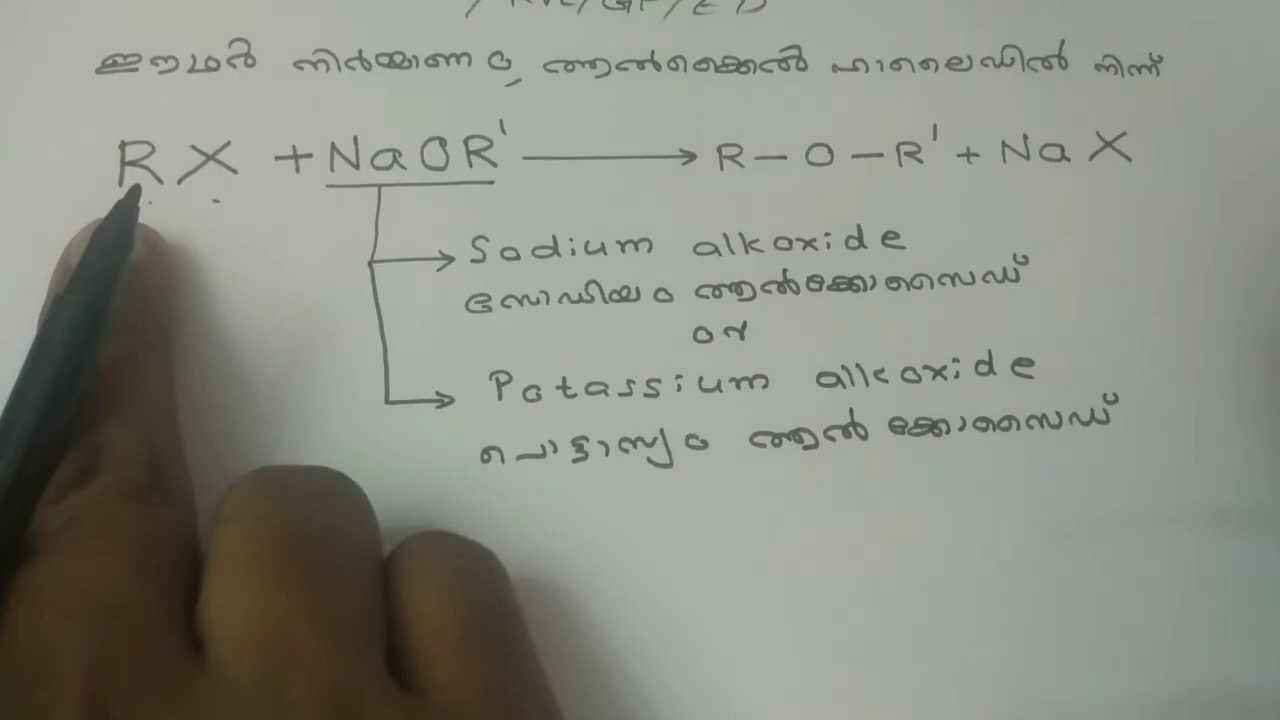 ഈഥർ നിർമ്മാണം, ആൽക്കൈൽ ഹാലൈഡിൽ നിന്ന്
RX + NaOR' → R-O-R' + NaX
→ Sodium alkoxide
സോഡിയം ആൽക്കോക്സൈഡ്
or
→ Potassium alkoxide
പൊട്ടാസ്യം ആൽക്കോക്സൈഡ്